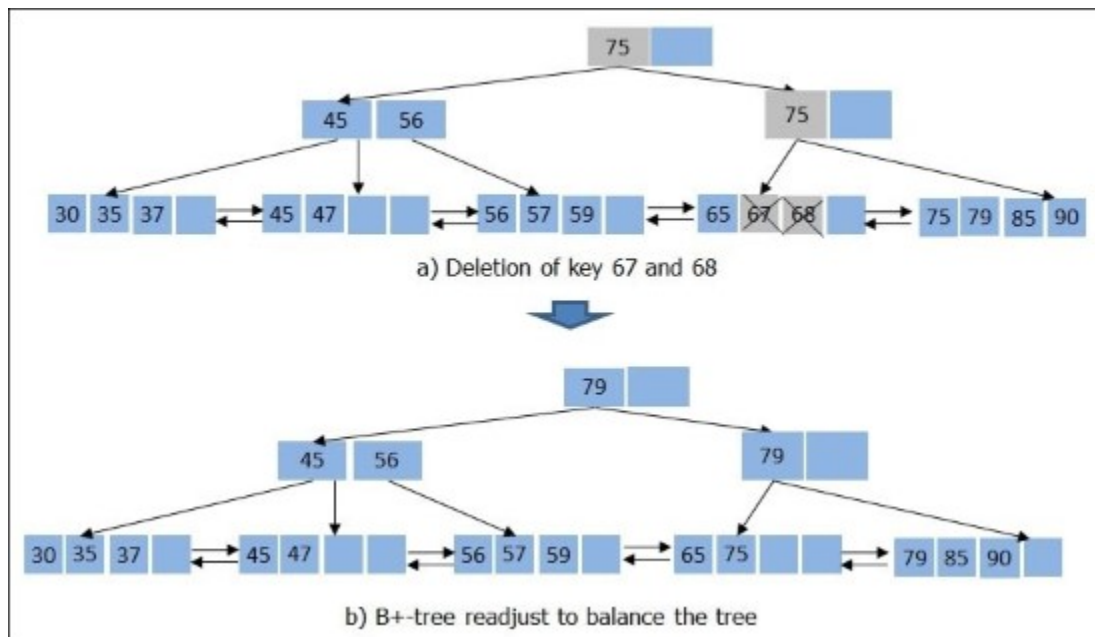 75
45 56 75
30 35 37 45 47 56 57 59 65 67 68 75 79 85 90
a) Deletion of key 67 and 68
79
45 56 79
30 35 37 45 47 56 57 59 65 75 79 85 90
b) B+-tree readjust to balance the tree